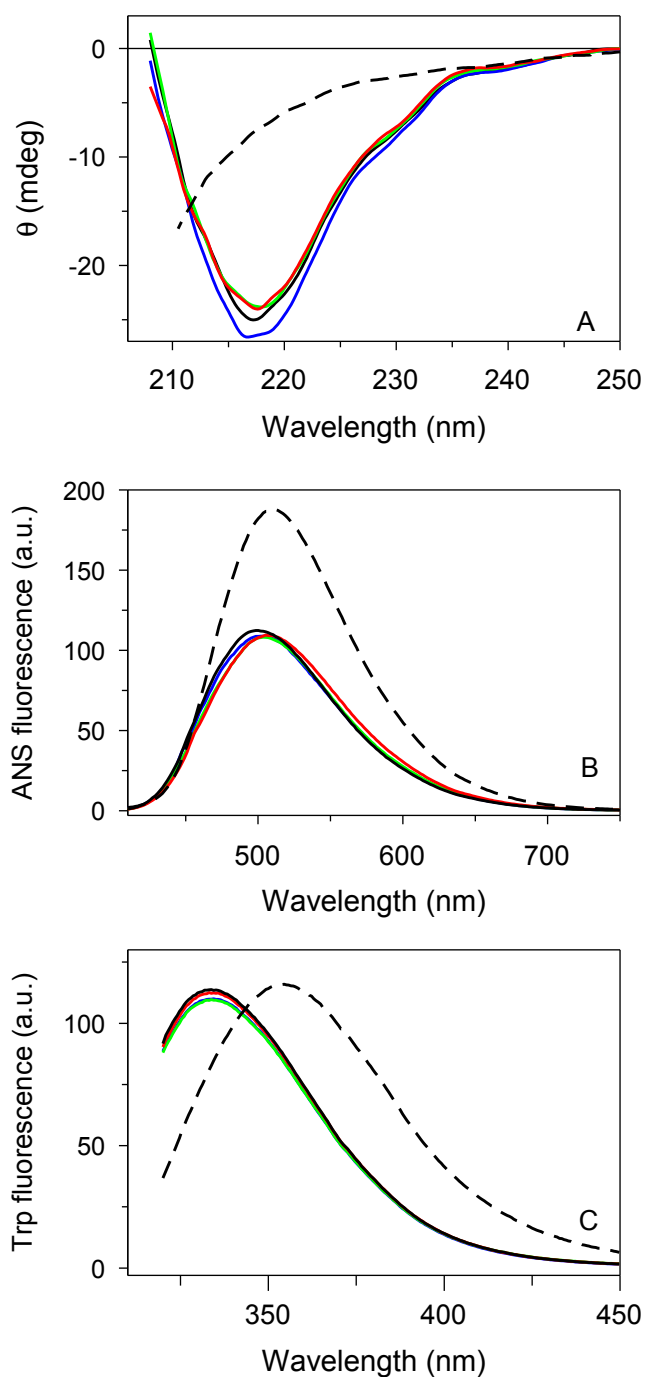 0
-10
-20
θ (mdeg)
A
210 220 230 240 250
Wavelength (nm)
200
150
100
50
0
ANS fluorescence (a.u.)
B
500 600 700
Wavelength (nm)
100
50
0
Trp fluorescence (a.u.)
C
350 400 450
Wavelength (nm)